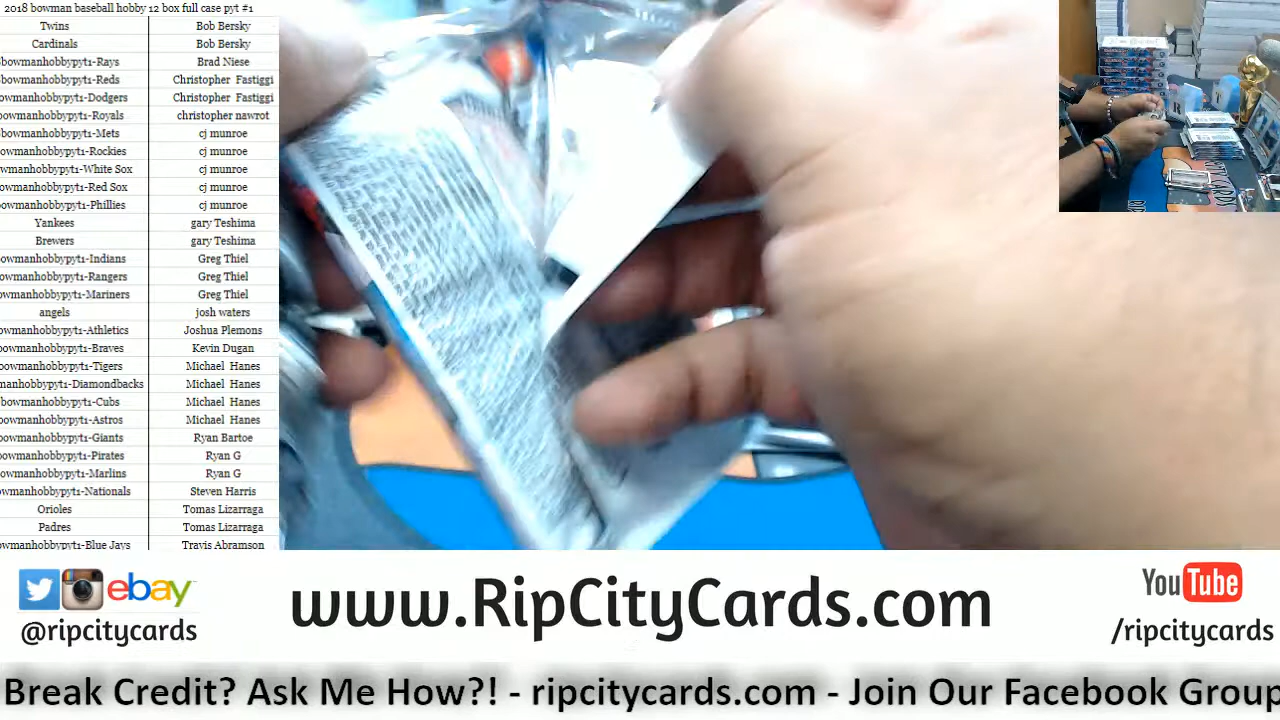 2018 bowman baseball hobby 12 box full case pyt #1
Twins Bob Bersky
Cardinals Bob Bersky
bowmanhobbypyt1-Rays Brad Niese
bowmanhobbypyt1-Reds Christopher Fastiggi
owmanhobbypyt1-Dodgers Christopher Fastiggi
owmanhobbypyt1-Royals christopher nawrot
bowmanhobbypyt1-Mets cj munroe
owmanhobbypyt1-Rockies cj munroe
owmanhobbypyt1-White Sox cj munroe
wmanhobbypyt1-Red Sox cj munroe
owmanhobbypyt1-Phillies cj munroe
Yankees gary Teshima
Brewers gary Teshima
owmanhobbypyt1-Indians Greg Thiel
owmanhobbypyt1-Rangers Greg Thiel
wmanhobbypyt1-Mariners Greg Thiel
angels josh waters
wmanhobbypyt1-Athletics Joshua Plemons
owmanhobbypyt1-Braves Kevin Dugan
owmanhobbypyt1-Tigers Michael Hanes
manhobbypyt1-Diamondbacks Michael Hanes
bowmanhobbypyt1-Cubs Michael Hanes
bowmanhobbypyt1-Astros Michael Hanes
owmanhobbypyt1-Giants Ryan Bartoe
owmanhobbypyt1-Pirates Ryan G
owmanhobbypyt1-Marlins Ryan G
wmanhobbypyt1-Nationals Steven Harris
Orioles Tomas Lizarraga
Padres Tomas Lizarraga
owmanhobbypyt1-Blue Jays Travis Abramson
ebay
@ripcitycards
www.RipCityCards.com
YouTube
/ripcitycards
Break Credit? Ask Me How?! - ripcitycards.com - Join Our Facebook Group